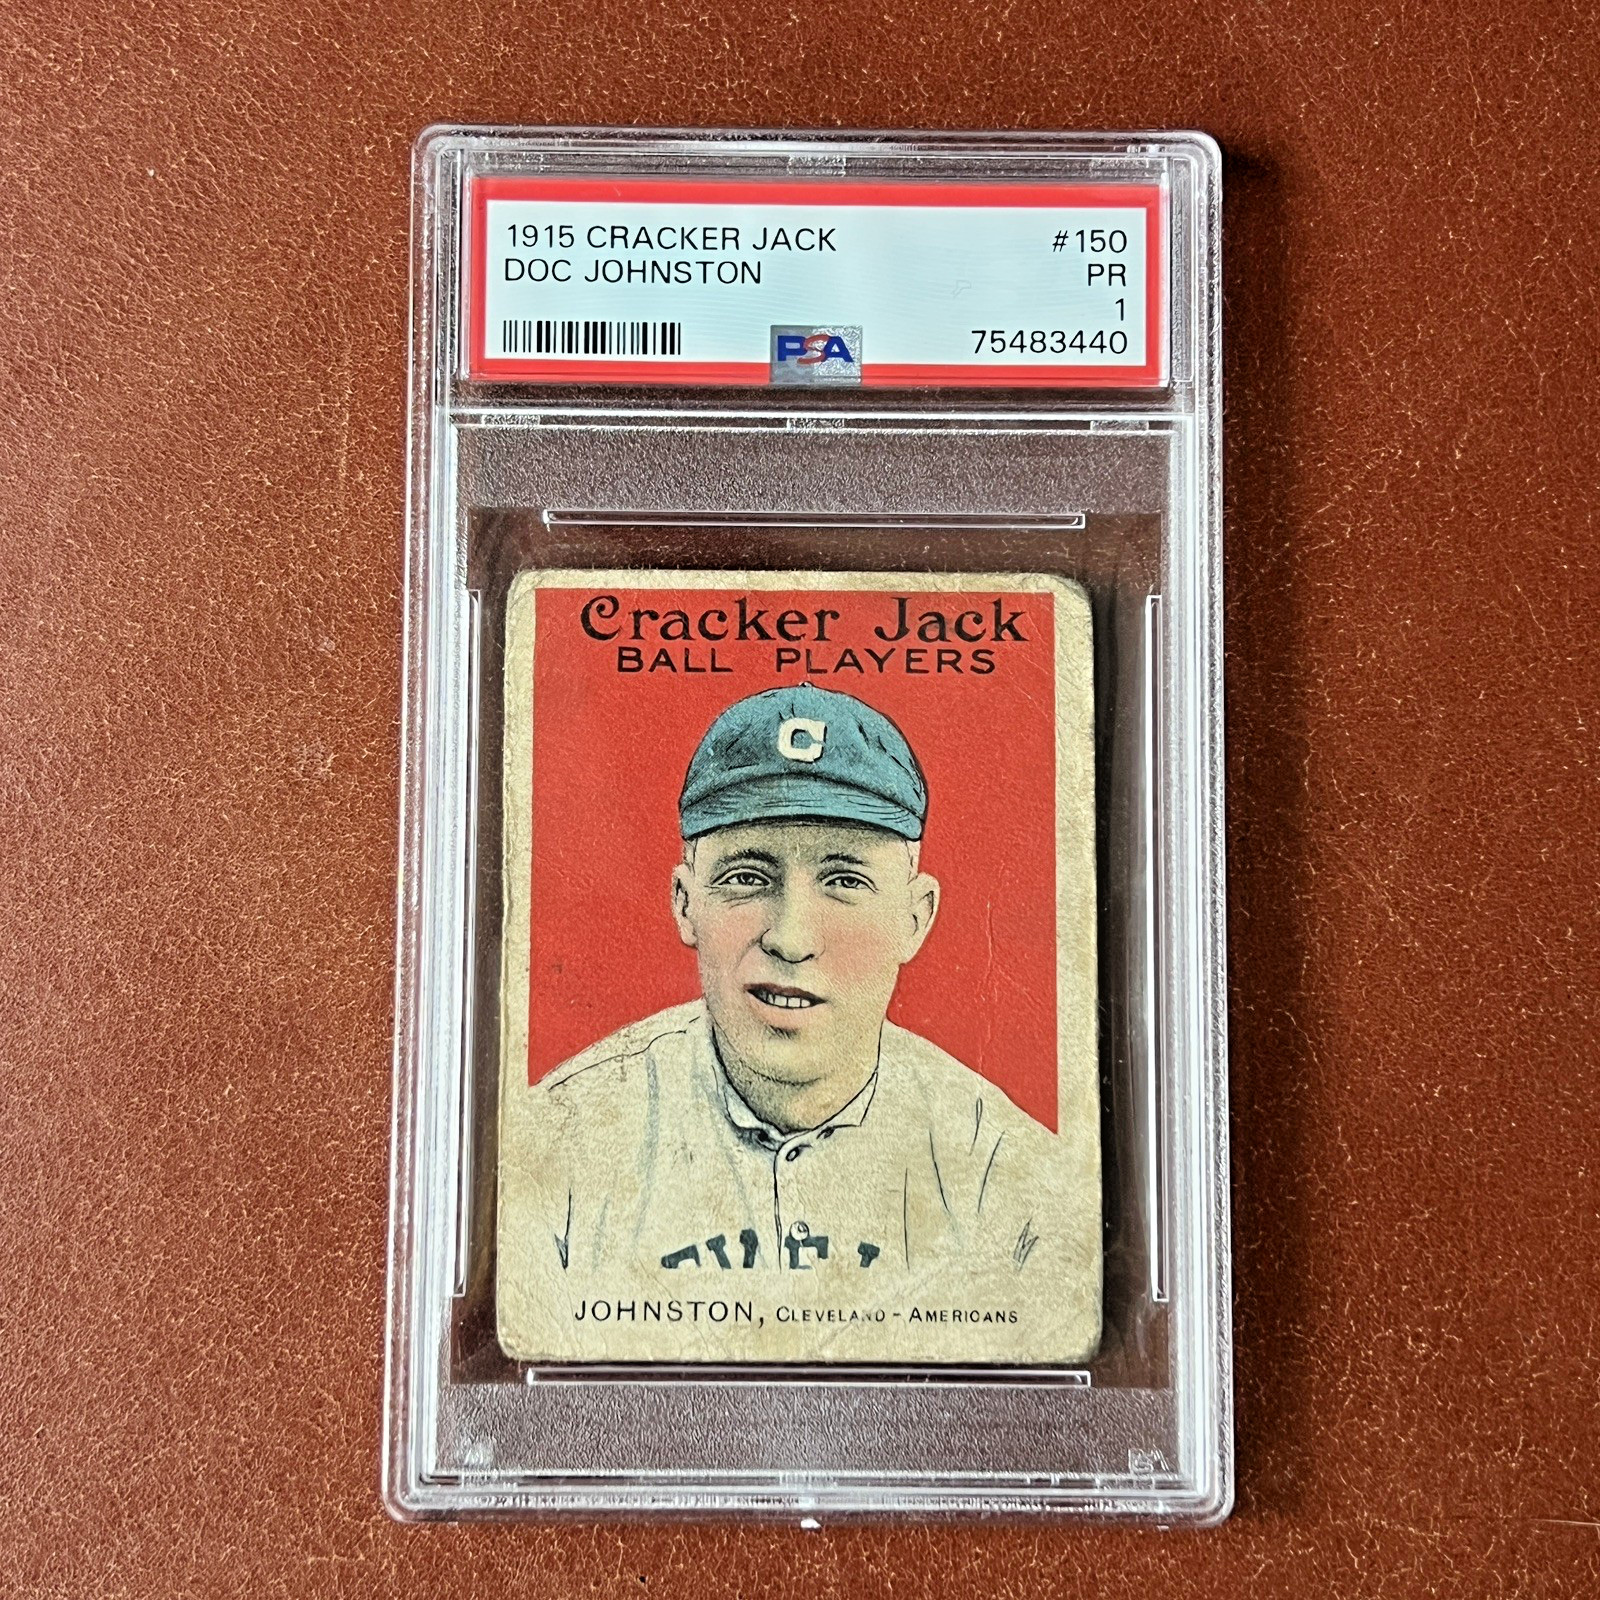 1915 CRACKER JACK #150
DOC JOHNSTON PR
1
PSA 75483440
Cracker Jack
BALL PLAYERS
C
JOHNSTON, CLEVELAND - AMERICANS